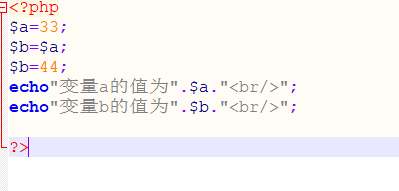 <?php
$a=33;
$b=$a;
$b=44;
echo"变量a的值为".$a."<br/>";
echo"变量b的值为".$b."<br/>";
?>